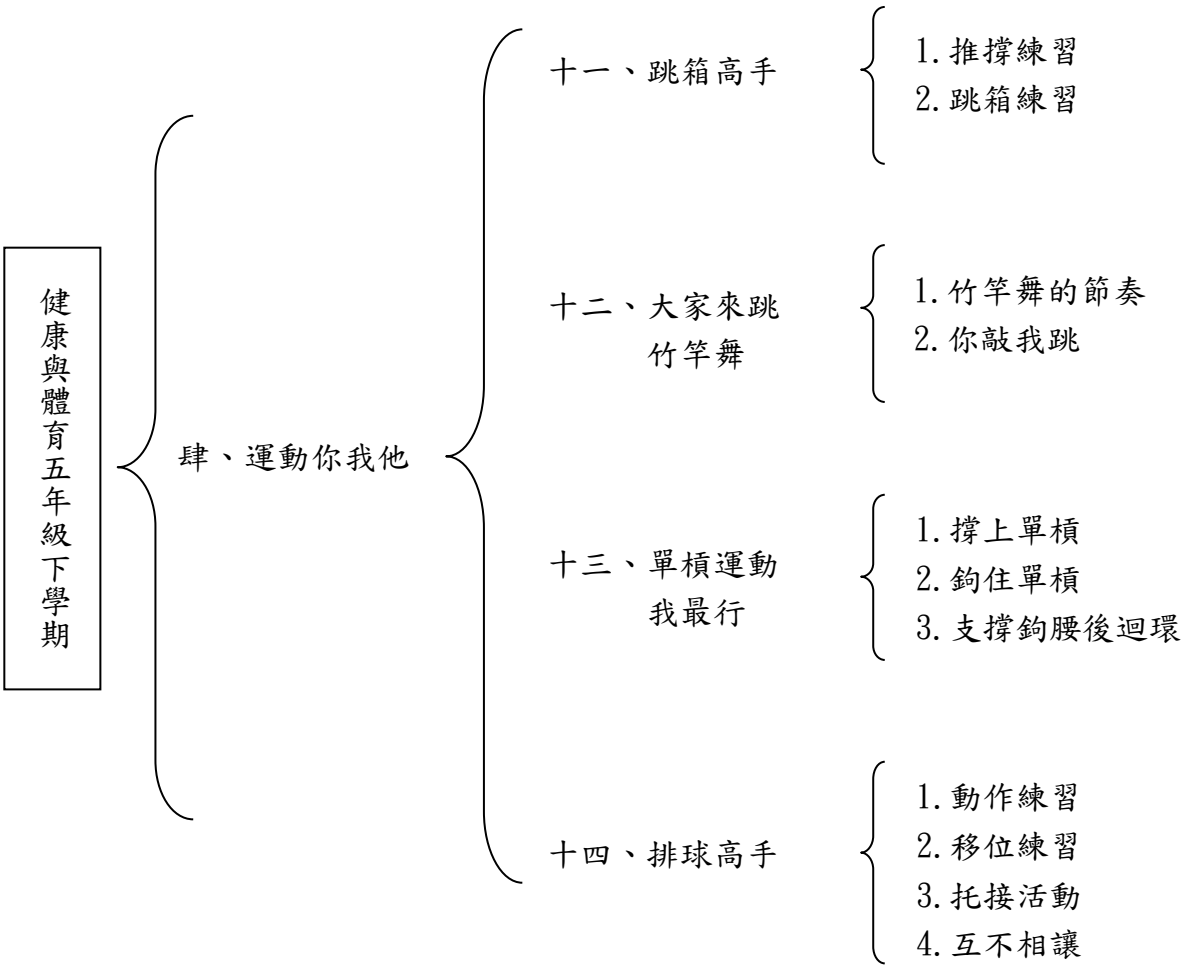 健康與體育五年級下學期
肆、運動你我他
十一、跳箱高手
1.推撐練習
2.跳箱練習
十二、大家來跳
竹竿舞
1.竹竿舞的節奏
2.你敲我跳
十三、單槓運動
我最行
1.撐上單槓
2.鉤住單槓
3.支撐鉤腰後迴環
十四、排球高手
1.動作練習
2.移位練習
3.托接活動
4.互不相讓